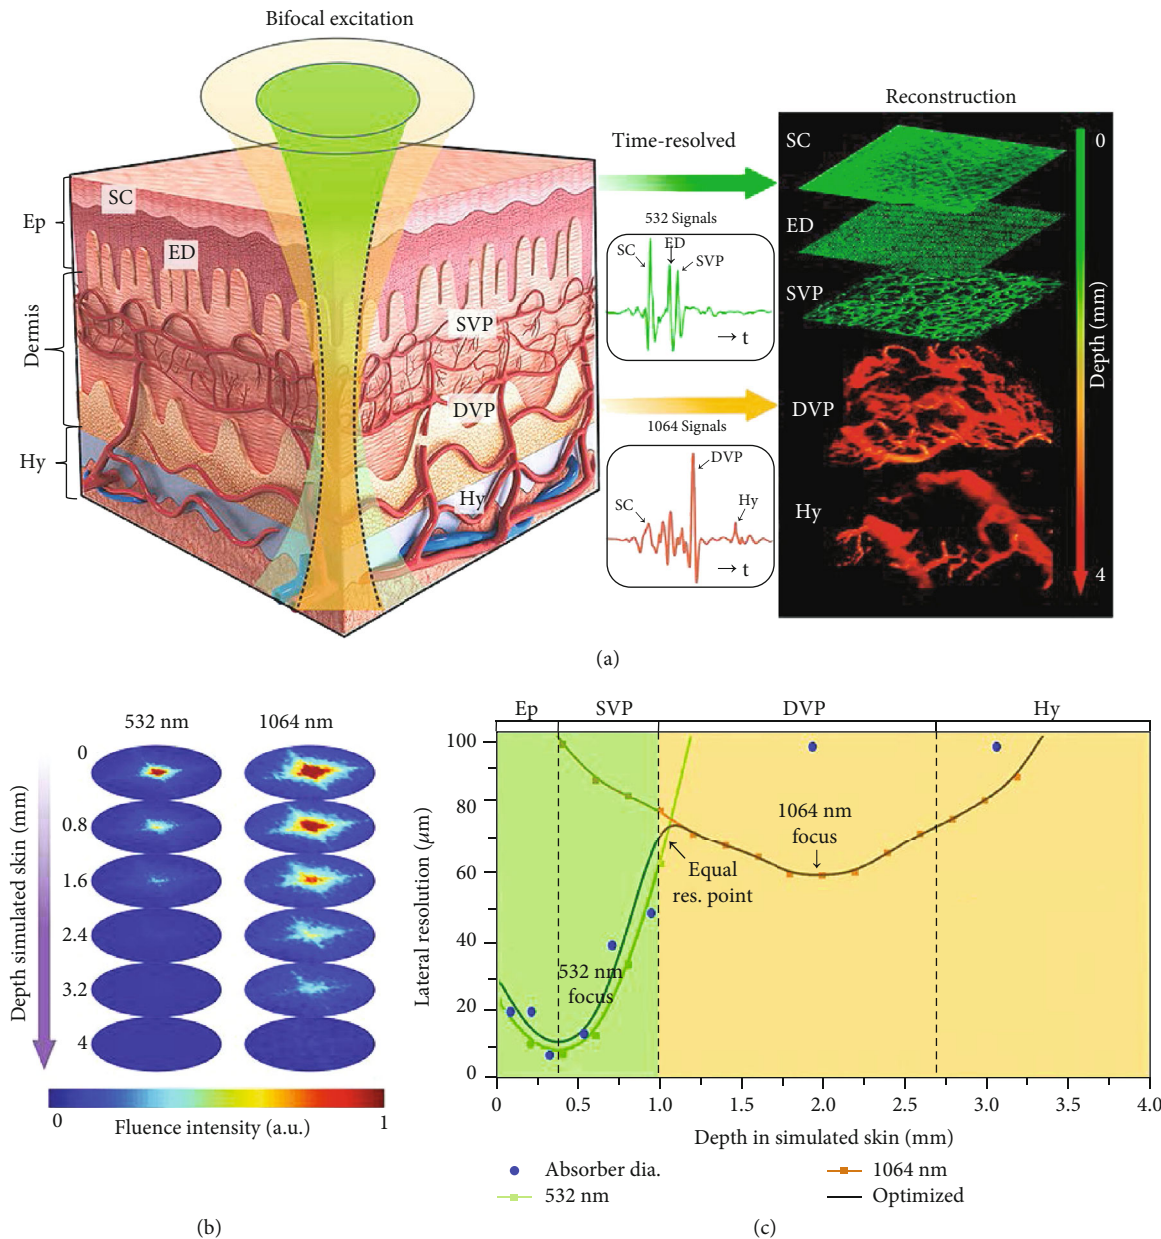 Bifocal excitation
Reconstruction
Time-resolved
SC
Ep
ED
Dermis
SVP
DVP
Hy
Hy
532 Signals
SC
ED
SVP
→ t
1064 Signals
DVP
SC
Hy
→ t
SC
ED
SVP
DVP
Hy
0
Depth (mm)
4
(a)
532 nm
1064 nm
Depth simulated skin (mm)
0
0.8
1.6
2.4
3.2
4
0
1
Fluence intensity (a.u.)
(b)
Ep
SVP
DVP
Hy
Lateral resolution (μm)
100
80
60
40
20
0
1064 nm
focus
Equal
res. point
532 nm
focus
0
0.5
1.0
1.5
2.0
2.5
3.0
3.5
4.0
Depth in simulated skin (mm)
Absorber dia.
1064 nm
532 nm
Optimized
(c)